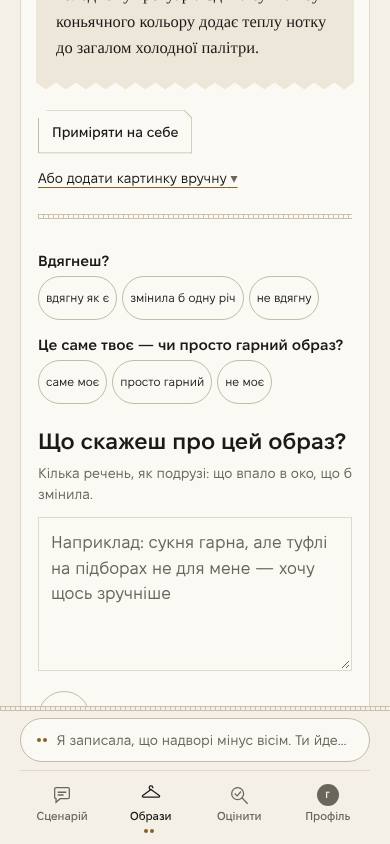 коньячного кольору додає теплу нотку
до загалом холодної палітри.
Приміряти на себе
Або додати картинку вручну ▾
Вдягнеш?
вдягну як є
змінила б одну річ
не вдягну
Це саме твоє — чи просто гарний образ?
саме моє
просто гарний
не моє
Що скажеш про цей образ?
Кілька речень, як подрузі: що впало в око, що б
змінила.
Наприклад: сукня гарна, але туфлі
на підборах не для мене — хочу
щось зручніше
Я записала, що надворі мінус вісім. Ти йде...
Сценарій
Образи
Оцінити
Г
Профіль